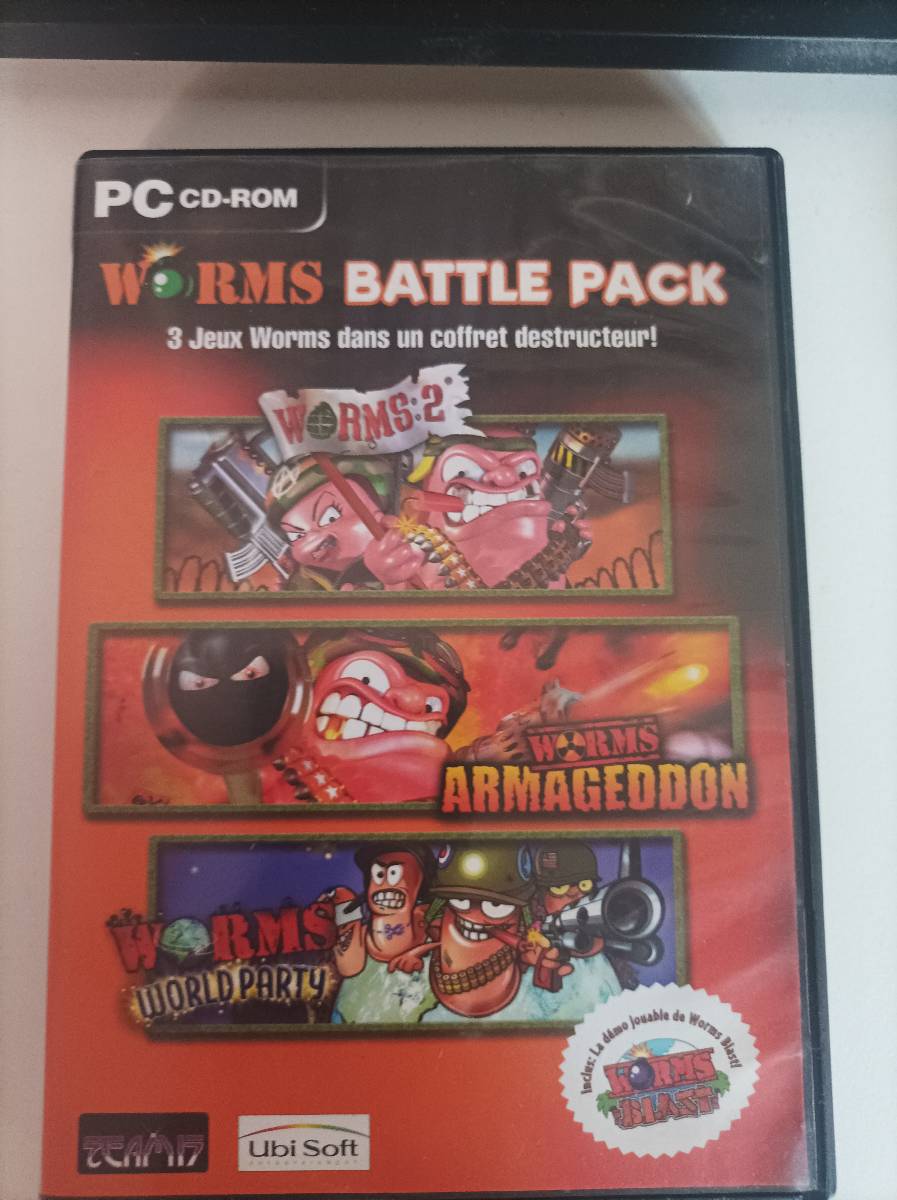 PC CD-ROM
WORMS BATTLE PACK
3 Jeux Worms dans un coffret destructeur!
WORMS:2
WORMS
ARMAGEDDON
WORMS
WORLD PARTY
Inclus: La démo jouable de Worms Blast!
WORMS
BLAST
TEAM17
Ubi Soft